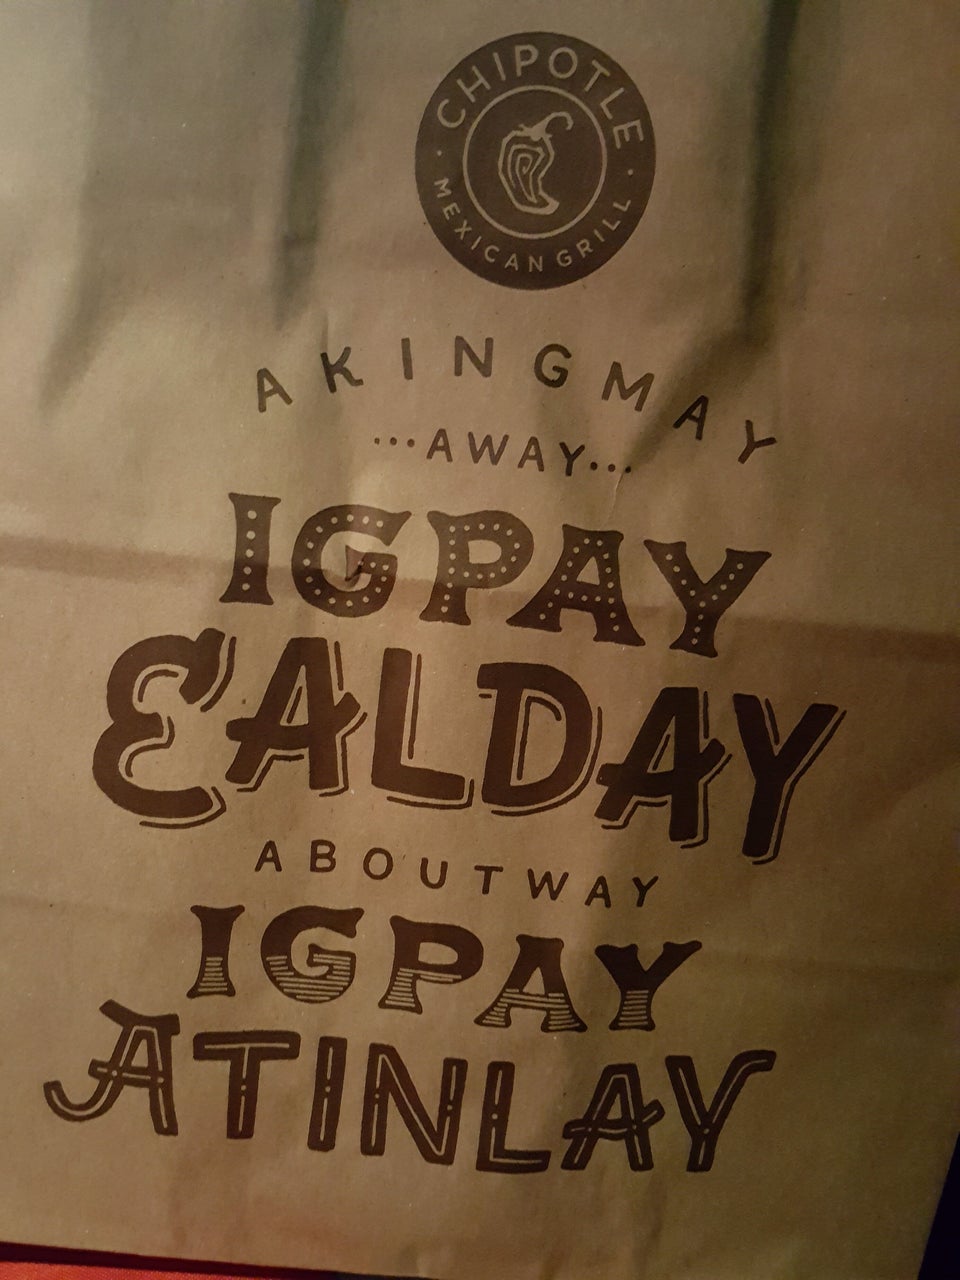 CHIPOTLE
MEXICAN GRILL
AKINGMAY
...AWAY...
IGPAY
EALDAY
ABOUTWAY
IGPAY
ATINLAY